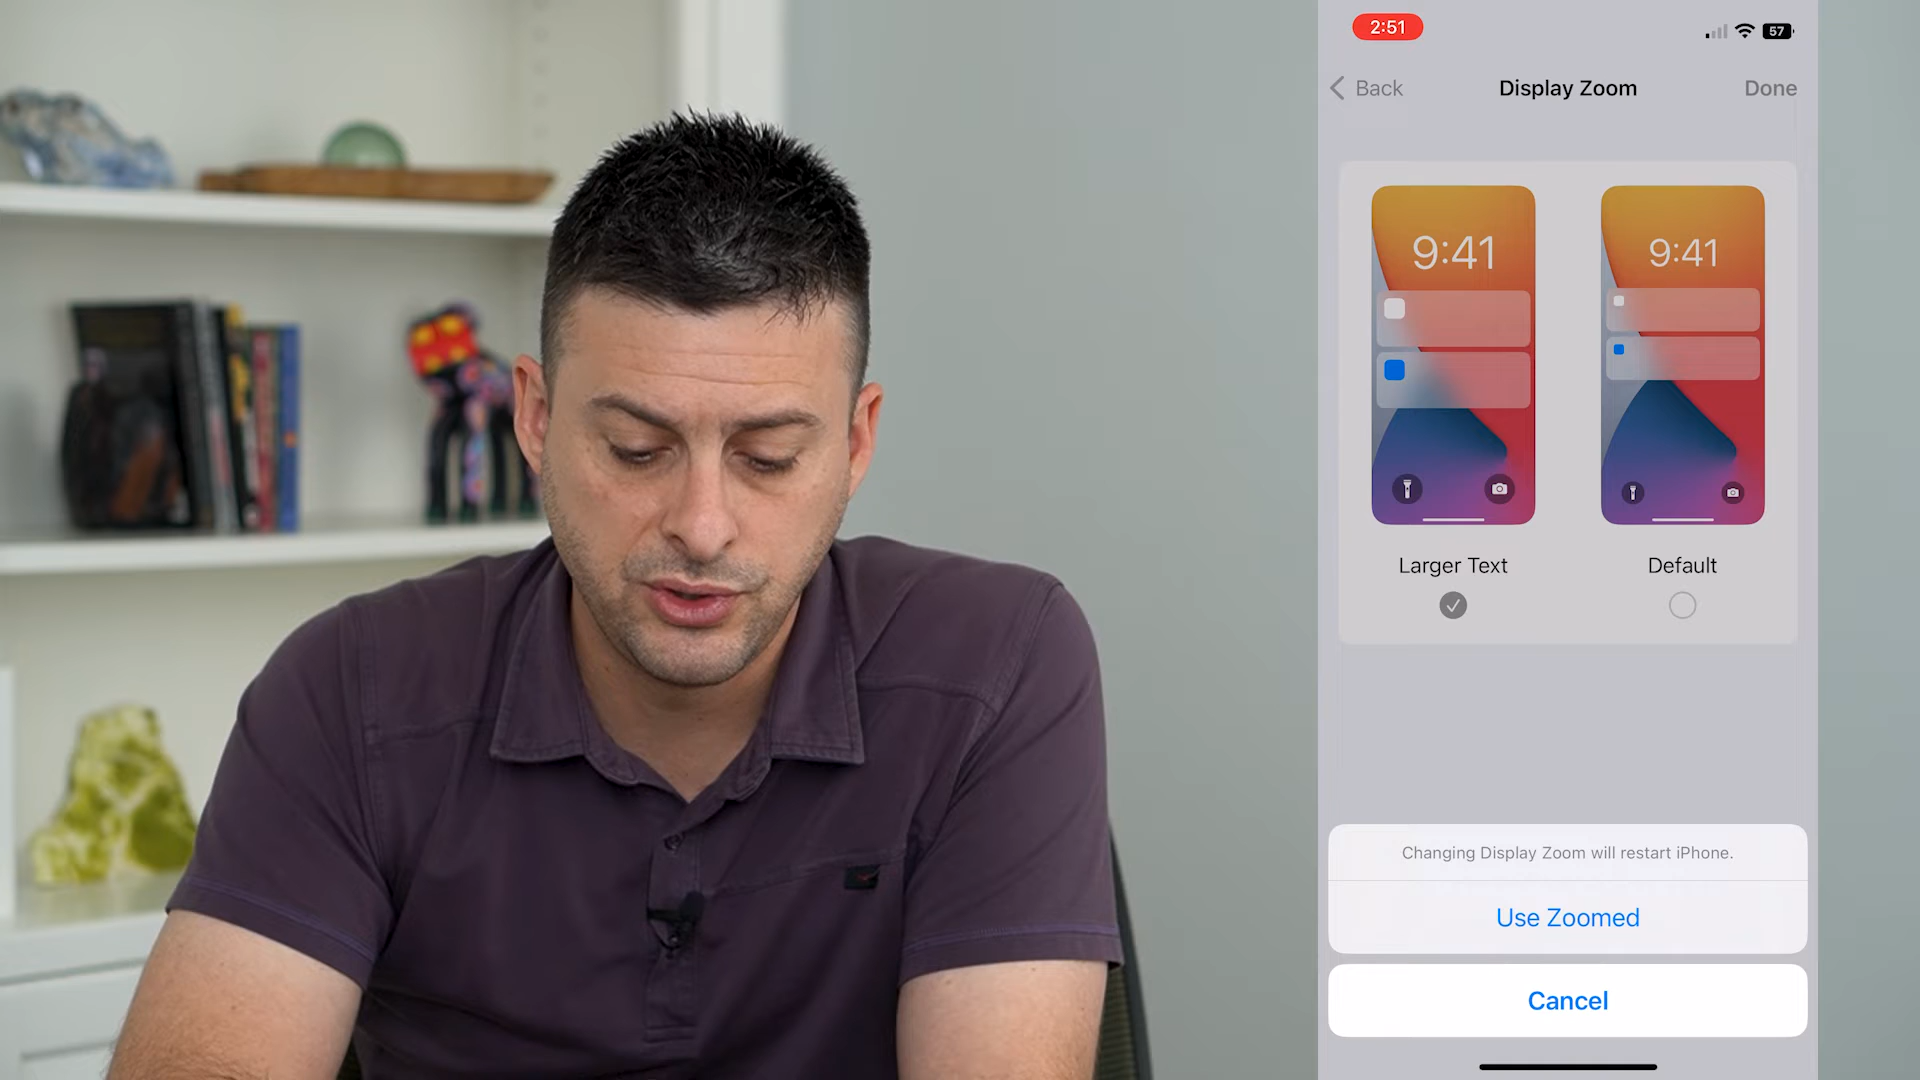 2:51
57
Back
Display Zoom
Done
9:41
9:41
Larger Text
Default
Changing Display Zoom will restart iPhone.
Use Zoomed
Cancel